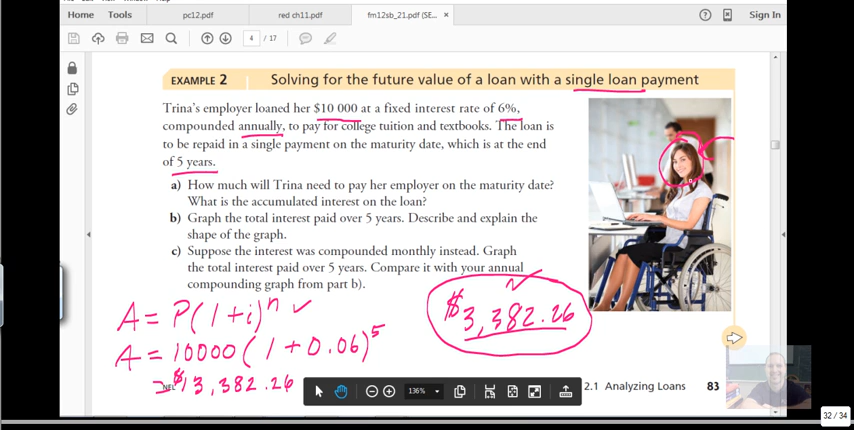 Home Tools pc12.pdf red ch11.pdf fm12sb_21.pdf (SE... × Sign In
4 / 17
EXAMPLE 2 Solving for the future value of a loan with a single loan payment
Trina's employer loaned her $10 000 at a fixed interest rate of 6%,
compounded annually, to pay for college tuition and textbooks. The loan is
to be repaid in a single payment on the maturity date, which is at the end
of 5 years.
a) How much will Trina need to pay her employer on the maturity date?
What is the accumulated interest on the loan?
b) Graph the total interest paid over 5 years. Describe and explain the
shape of the graph.
c) Suppose the interest was compounded monthly instead. Graph
the total interest paid over 5 years. Compare it with your annual
compounding graph from part b).
A = P(1+i)^n ✓
$3,382.26
A = 10000(1+0.06)^5
= $13,382.26
NEL
136%
2.1 Analyzing Loans 83
32 / 34